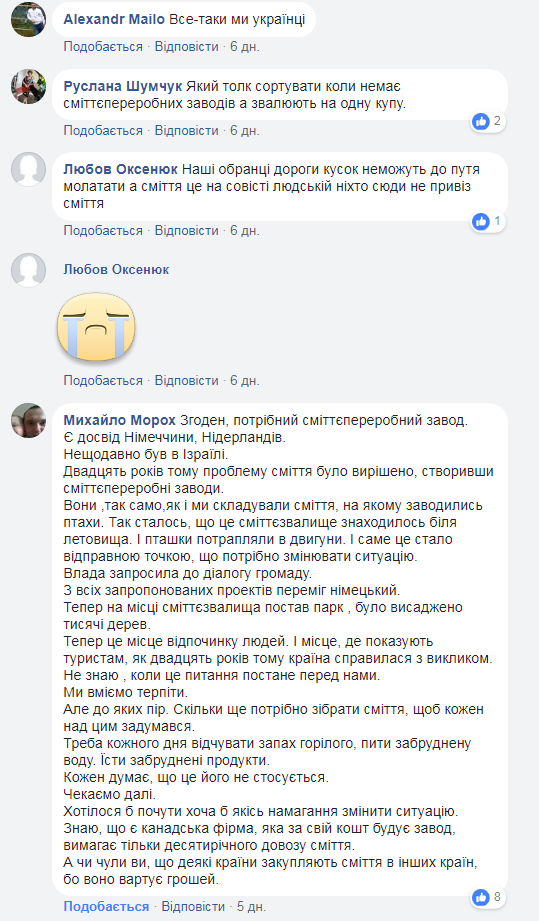 Alexandr Mailo Все-таки ми українці
Подобається · Відповісти · 6 дн.
Руслана Шумчук Який толк сортувати коли немає
сміттєпереробних заводів а звалюють на одну купу.
2
Подобається · Відповісти · 6 дн.
Любов Оксенюк Наші обранці дороги кусок неможуть до путя
молатати а сміття це на совісті людській ніхто сюди не привіз
сміття
1
Подобається · Відповісти · 6 дн.
Любов Оксенюк
Подобається · Відповісти · 6 дн.
Михайло Морох Згоден, потрібний сміттєпереробний завод.
Є досвід Німеччини, Нідерландів.
Нещодавно був в Ізраїлі.
Двадцять років тому проблему сміття було вирішено, створивши
сміттєпереробні заводи.
Вони ,так само,як і ми складували сміття, на якому заводились
птахи. Так сталось, що це сміттєзвалище знаходилось біля
летовища. І пташки потрапляли в двигуни. І саме це стало
відправною точкою, що потрібно змінювати ситуацію.
Влада запросила до діалогу громаду.
З всіх запропонованих проектів переміг німецький.
Тепер на місці сміттєзвалища постав парк , було висаджено
тисячі дерев.
Тепер це місце відпочинку людей. І місце, де показують
туристам, як двадцять років тому країна справилася з викликом.
Не знаю , коли це питання постане перед нами.
Ми вміємо терпіти.
Але до яких пір. Скільки ще потрібно зібрати сміття, щоб кожен
над цим задумався.
Треба кожного дня відчувати запах горілого, пити забруднену
воду. Їсти забруднені продукти.
Кожен думає, що це його не стосується.
Чекаємо далі.
Хотілося б почути хоча б якісь намагання змінити ситуацію.
Знаю, що є канадська фірма, яка за свій кошт будує завод,
вимагає тільки десятирічного довозу сміття.
А чи чули ви, що деякі країни закупляють сміття в інших країн,
бо воно вартує грошей.
8
Подобається · Відповісти · 5 дн.